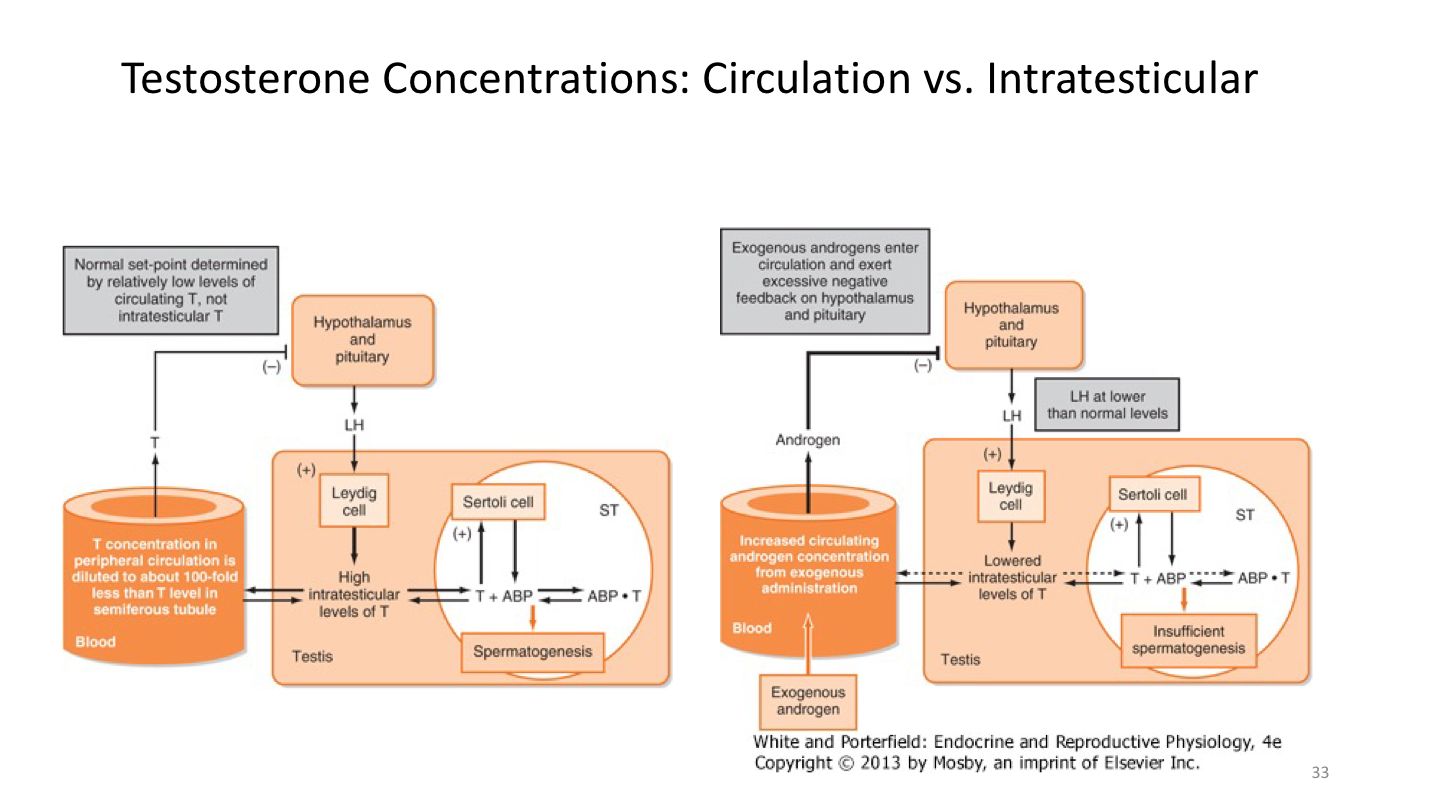 Testosterone Concentrations: Circulation vs. Intratesticular
Normal set-point determined
by relatively low levels of
circulating T, not
intratesticular T
Hypothalamus
and
pituitary
(–)
LH
T
(+)
Leydig
cell
Sertoli cell
ST
(+)
T concentration in
peripheral circulation is
diluted to about 100-fold
less than T level in
semiferous tubule
Blood
High
intratesticular
levels of T
T + ABP
ABP • T
Spermatogenesis
Testis
Exogenous androgens enter
circulation and exert
excessive negative
feedback on hypothalamus
and pituitary
Hypothalamus
and
pituitary
(–)
LH
LH at lower
than normal levels
Androgen
(+)
Leydig
cell
Sertoli cell
ST
(+)
Increased circulating
androgen concentration
from exogenous
administration
Blood
Lowered
intratesticular
levels of T
T + ABP
ABP • T
Insufficient
spermatogenesis
Testis
Exogenous
androgen
White and Porterfield: Endocrine and Reproductive Physiology, 4e
Copyright © 2013 by Mosby, an imprint of Elsevier Inc.
33